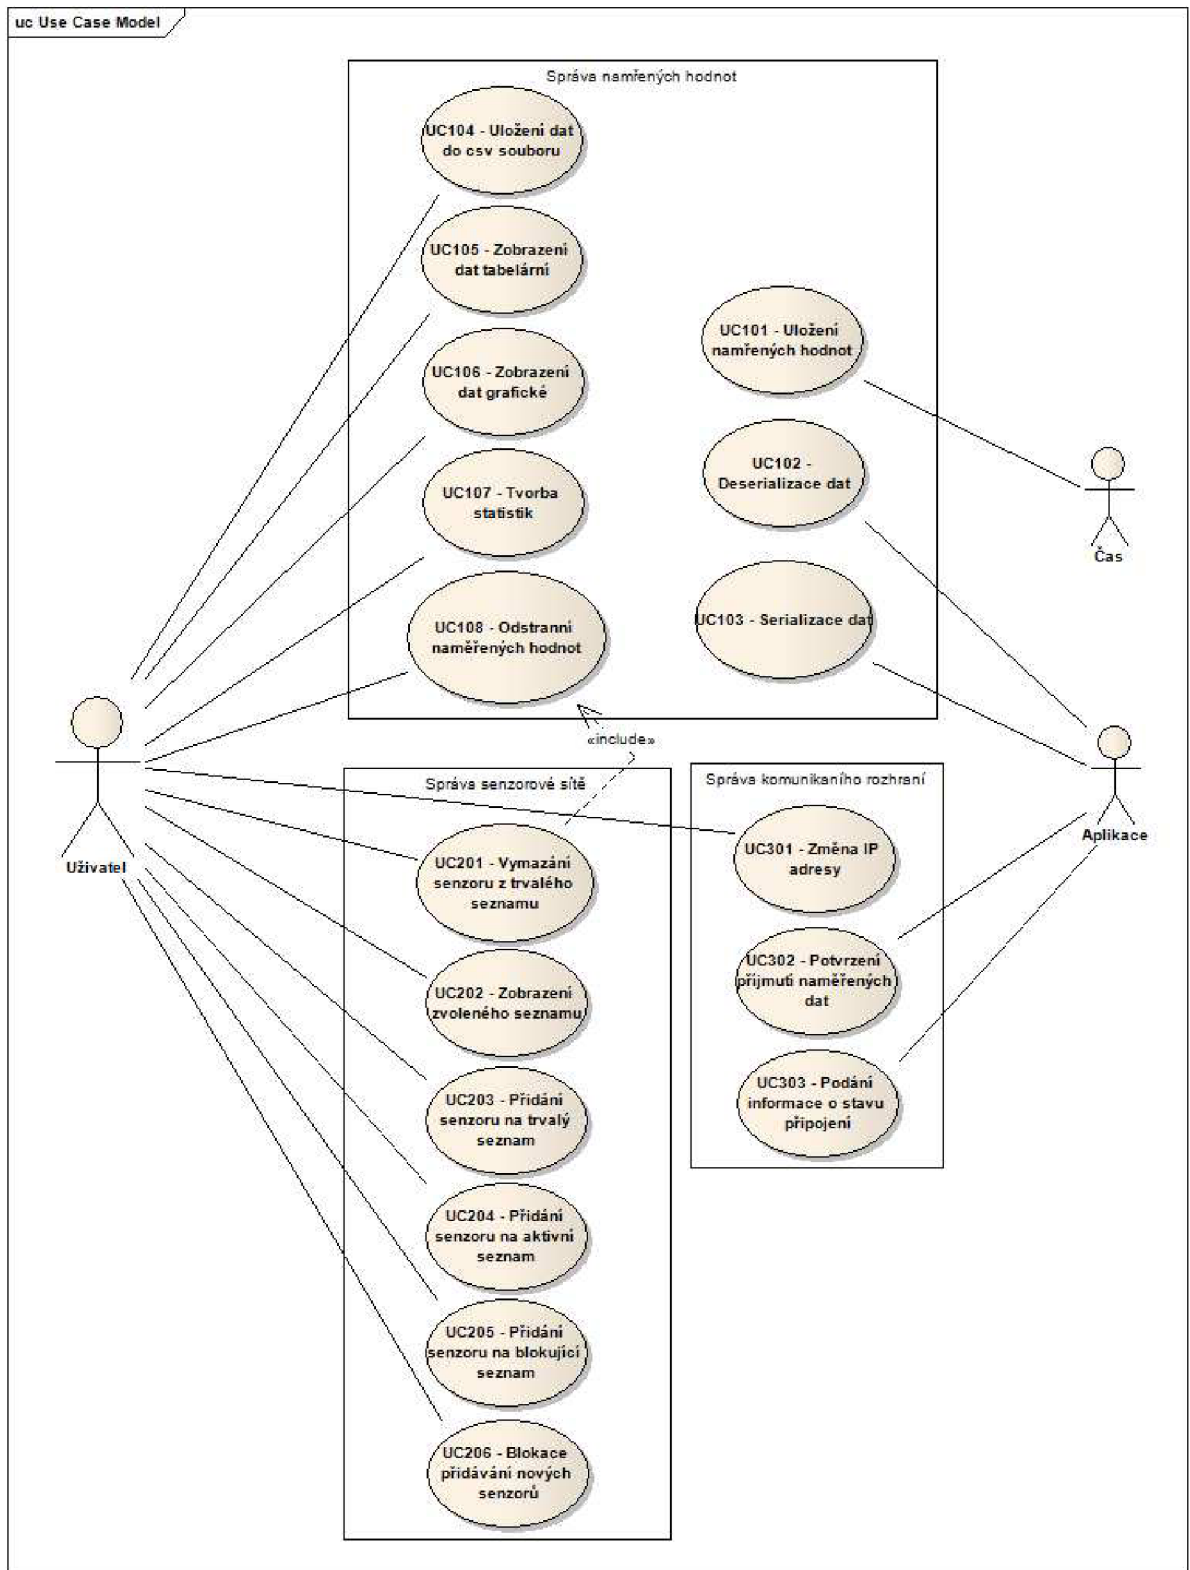 uc Use Case Model
Správa namřených hodnot
UC104 - Uložení dat
do csv souboru
UC105 - Zobrazení
dat tabelární
UC106 - Zobrazení
dat grafické
UC107 - Tvorba
statistik
UC108 - Odstranní
naměřených hodnot
UC101 - Uložení
namřených hodnot
UC102 -
Deserializace dat
UC103 - Serializace dat
Čas
«include»
Uživatel
Aplikace
Správa senzorové sítě
UC201 - Vymazání
senzoru z trvalého
seznamu
UC202 - Zobrazení
zvoleného seznamu
UC203 - Přidání
senzoru na trvalý
seznam
UC204 - Přidání
senzoru na aktivní
seznam
UC205 - Přidání
senzoru na blokující
seznam
UC206 - Blokace
přidávání nových
senzorů
Správa komunikaního rozhraní
UC301 - Změna IP
adresy
UC302 - Potvrzení
příjmutí naměřených
dat
UC303 - Podání
informace o stavu
připojení